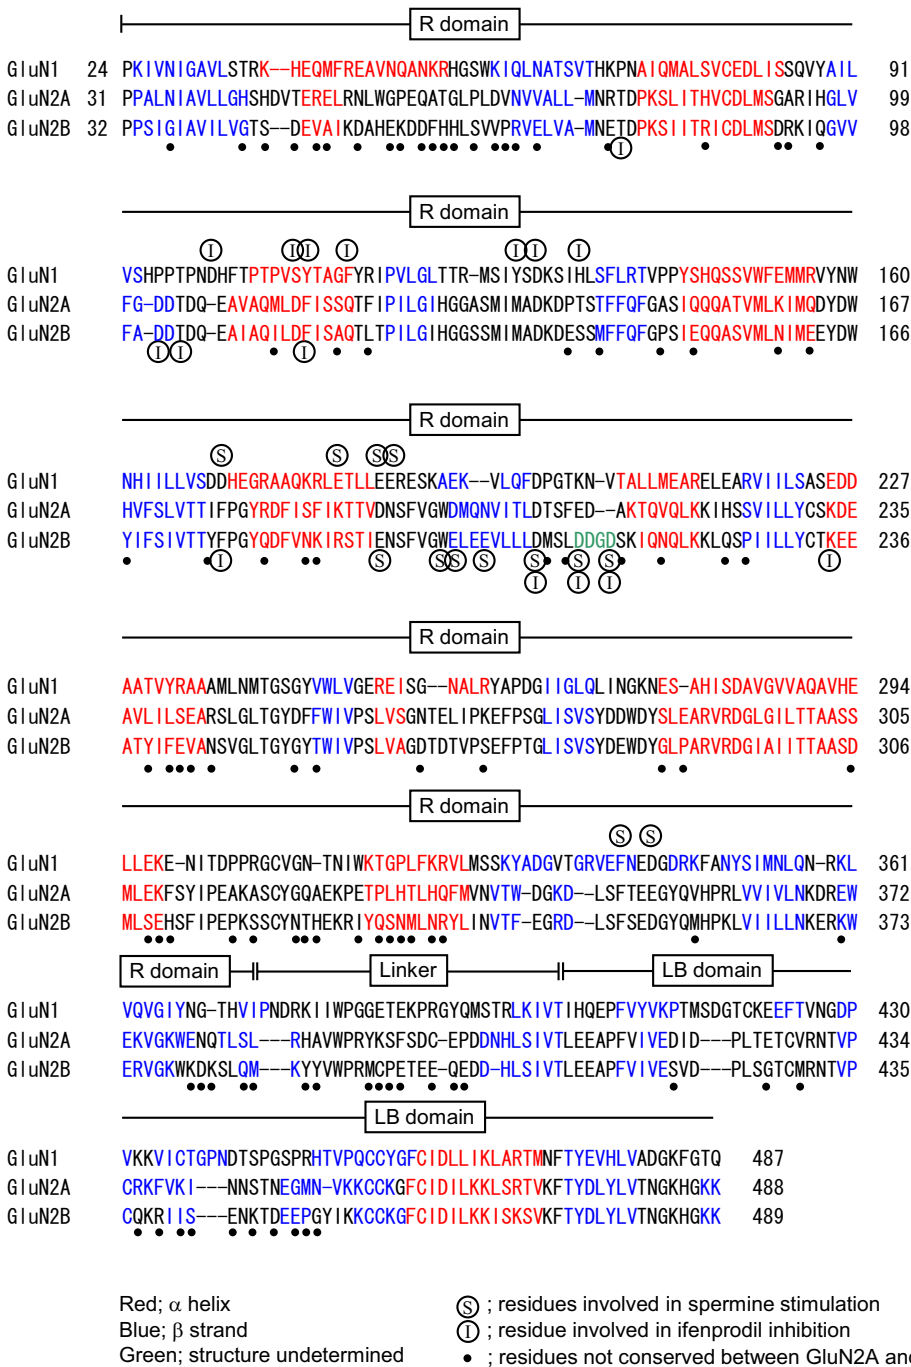 R domain
GluN1 24 PKIVNIGAVLSTRK--HEQMFREAVNQANKRHGSWKIQLNATSVTHKPNAIQMALSVCEDLISSQVYAIL 91
GluN2A 31 PPALNIAVLLGHSHDVTERELRNLWGPEQATGLPLDVNVVALL-MNRTDPKSLITHVCDLMSGARIHGLV 99
GluN2B 32 PPSIGIAVILVGTS--DEVAIKDAHEKDDFHHLSVVPRVELVA-MNETDPKSIITRICDLMSDRKIQGVV 98
I
R domain
I I I I I I I
GluN1 VSHPPTPNDHFTPTPVSYTAGFYRIPVLGLTTR-MSIYSDKSIHLSFLRTVPPYSHQSSVWFEMMRVYNW 160
GluN2A FG-DDTDQ-EAVAQMLDFISSQTFIPILGIHGGASMIMADKDPTSTFFQFGASIQQQATVMLKIMQDYDW 167
GluN2B FA-DDTDQ-EAIAQILDFISAQTLTPILGIHGGSSMIMADKDESSMFFQFGPSIEQQASVMLNIMEEYDW 166
I I I
R domain
S S S S
GluN1 NHIILLVSDDHEGRAAQKRLETLLEERESKAEK--VLQFDPGTKN-VTALLMEARELEARVIILSASEDD 227
GluN2A HVFSLVTTIFPGYRDFISFIKTTVDNSFVGWDMQNVITLDTSFED--AKTQVQLKKIHSSVILLYCSKDE 235
GluN2B YIFSIVTTYFPGYQDFVNKIRSTIENSFVGWELEEVLLLDMSLDDGDSKIQNQLKKLQSPIILLYCTKEE 236
I S S S S S S S I
I I I
R domain
GluN1 AATVYRAAAMLNMTGSGYVWLVGEREISG--NALRYAPDGIIGLQLINGKNES-AHISDAVGVVAQAVHE 294
GluN2A AVLILSEARSLGLTGYDFFWIVPSLVSGNTELIPKEFPSGLISVSYDDWDYSLEARVRDGLGILTTAASS 305
GluN2B ATYIFEVANSVGLTGYGYTWIVPSLVAGDTDTVPSEFPTGLISVSYDEWDYGLPARVRDGIAIITTAASD 306
R domain
S S
GluN1 LLEKE-NITDPPRGCVGN-TNIWKTGPLFKRVLMSSKYADGVTGRVEFNEDGDRKFANYSIMNLQN-RKL 361
GluN2A MLEKFSYIPEAKASCYGQAEKPETPLHTLHQFMVNVTW-DGKD--LSFTEEGYQVHPRLVVIVLNKDREW 372
GluN2B MLSEHSFIPEPKSSCYNTHEKRIYQSNMLNRYLINVTF-EGRD--LSFSEDGYQMHPKLVIILLNKERKW 373
R domain Linker LB domain
GluN1 VQVGIYNG-THVIPNDRKIIWPGGETEKPRGYQMSTRLKIVTIHQEPFVYVKPTMSDGTCKEEFTVNGDP 430
GluN2A EKVGKWENQTLSL---RHAVWPRYKSFSDC-EPDDNHLSIVTLEEAPFVIVEDID---PLTETCVRNTVP 434
GluN2B ERVGKWKDKSLQM---KYYVWPRMCPETEE-QEDD-HLSIVTLEEAPFVIVESVD---PLSGTCMRNTVP 435
LB domain
GluN1 VKKVICTGPNDTSPGSPRHTVPQCCYGFCIDLLIKLARTMNFTYEVHLVADGKFGTQ 487
GluN2A CRKFVKI---NNSTNEGMN-VKKCCKGFCIDILKKLSRTVKFTYDLYLVTNGKHGKK 488
GluN2B CQKRIIS---ENKTDEEPGYIKKCCKGFCIDILKKISKSVKFTYDLYLVTNGKHGKK 489
Red; α helix
Blue; β strand
Green; structure undetermined
S ; residues involved in spermine stimulation
I ; residue involved in ifenprodil inhibition
• ; residues not conserved between GluN2A and